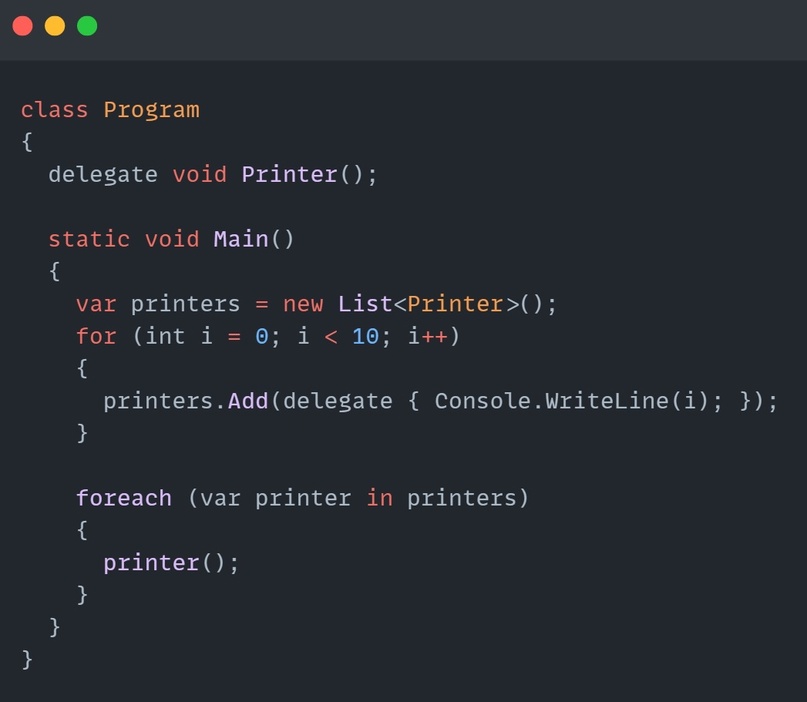 class Program
{
  delegate void Printer();

  static void Main()
  {
    var printers = new List<Printer>();
    for (int i = 0; i < 10; i++)
    {
      printers.Add(delegate { Console.WriteLine(i); });
    }

    foreach (var printer in printers)
    {
      printer();
    }
  }
}